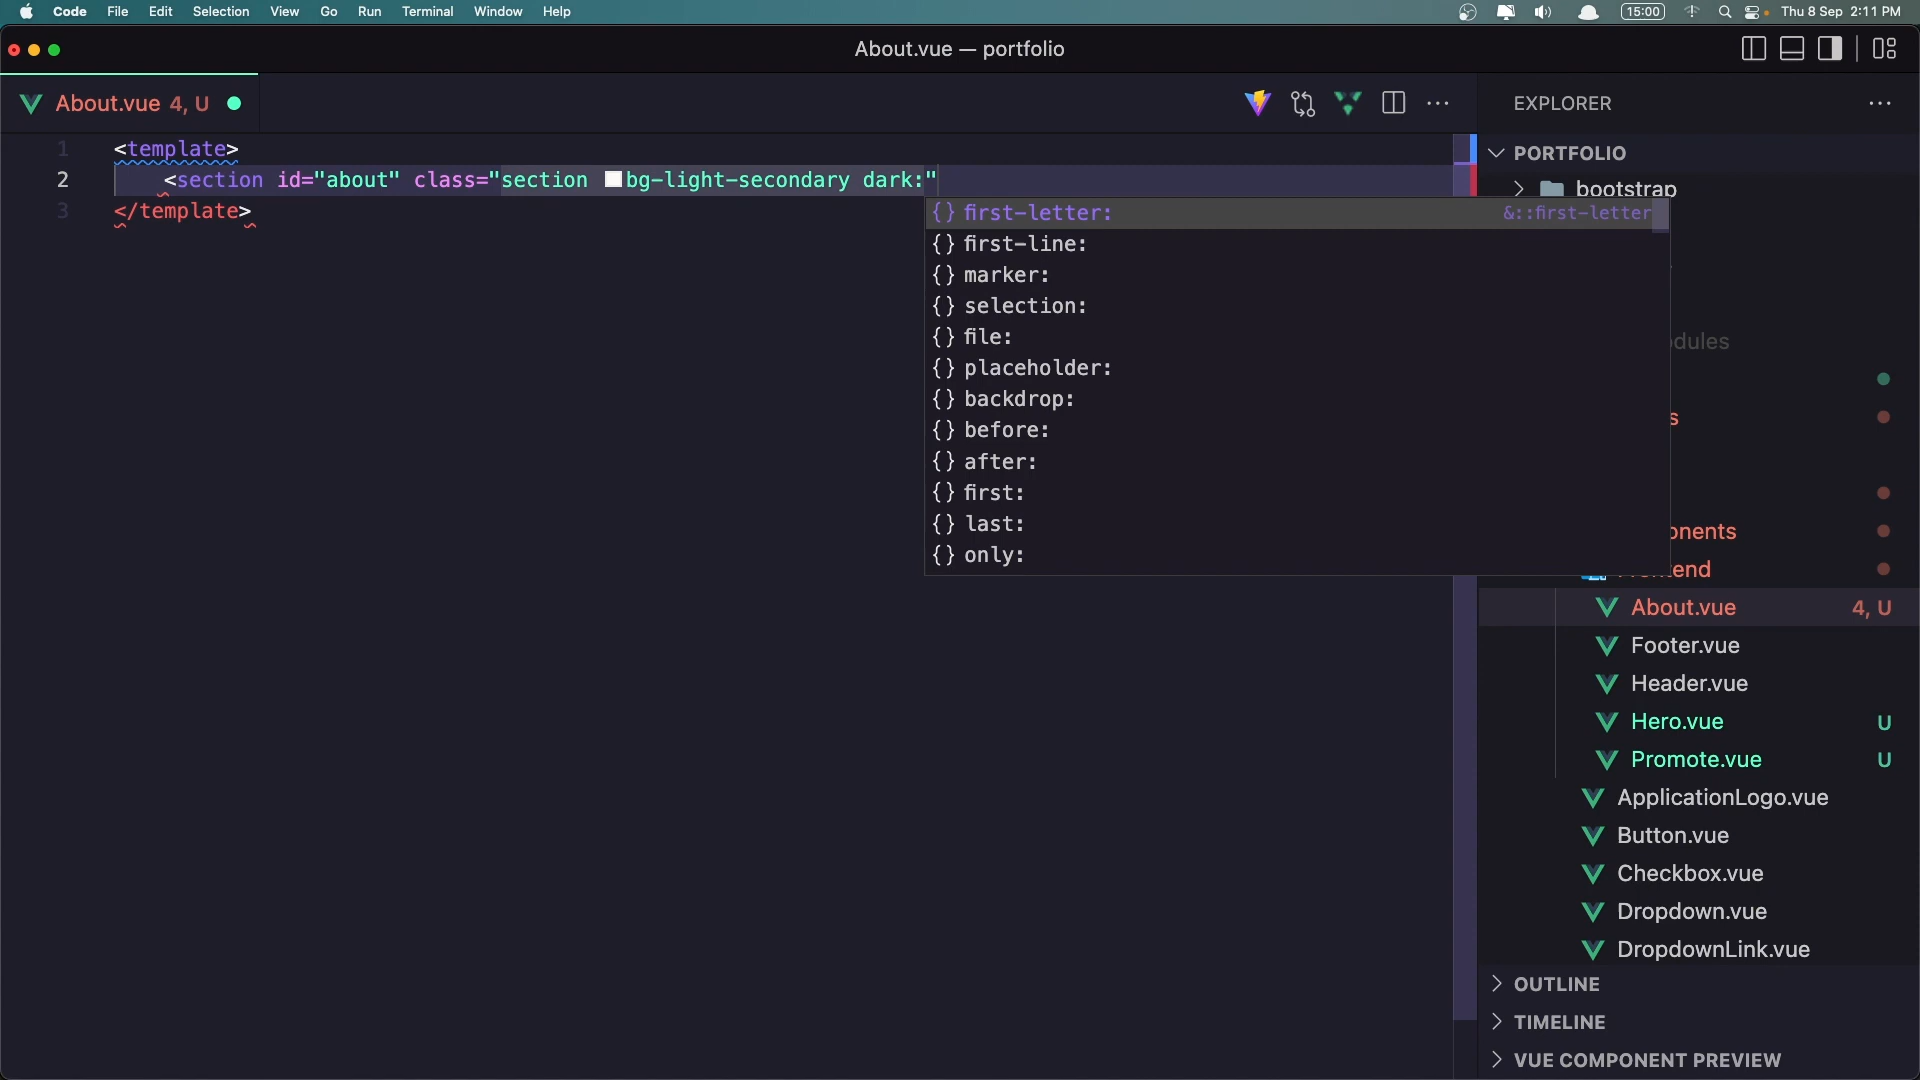 Code File Edit Selection View Go Run Terminal Window Help 15:00 Thu 8 Sep 2:11 PM
About.vue — portfolio
About.vue 4, U
EXPLORER
1 <template>
2 <section id="about" class="section bg-light-secondary dark:"
3 </template>
{} first-letter: &::first-letter
{} first-line:
{} marker:
{} selection:
{} file:
{} placeholder:
{} backdrop:
{} before:
{} after:
{} first:
{} last:
{} only:
PORTFOLIO
bootstrap
About.vue 4, U
Footer.vue
Header.vue
Hero.vue U
Promote.vue U
ApplicationLogo.vue
Button.vue
Checkbox.vue
Dropdown.vue
DropdownLink.vue
OUTLINE
TIMELINE
VUE COMPONENT PREVIEW